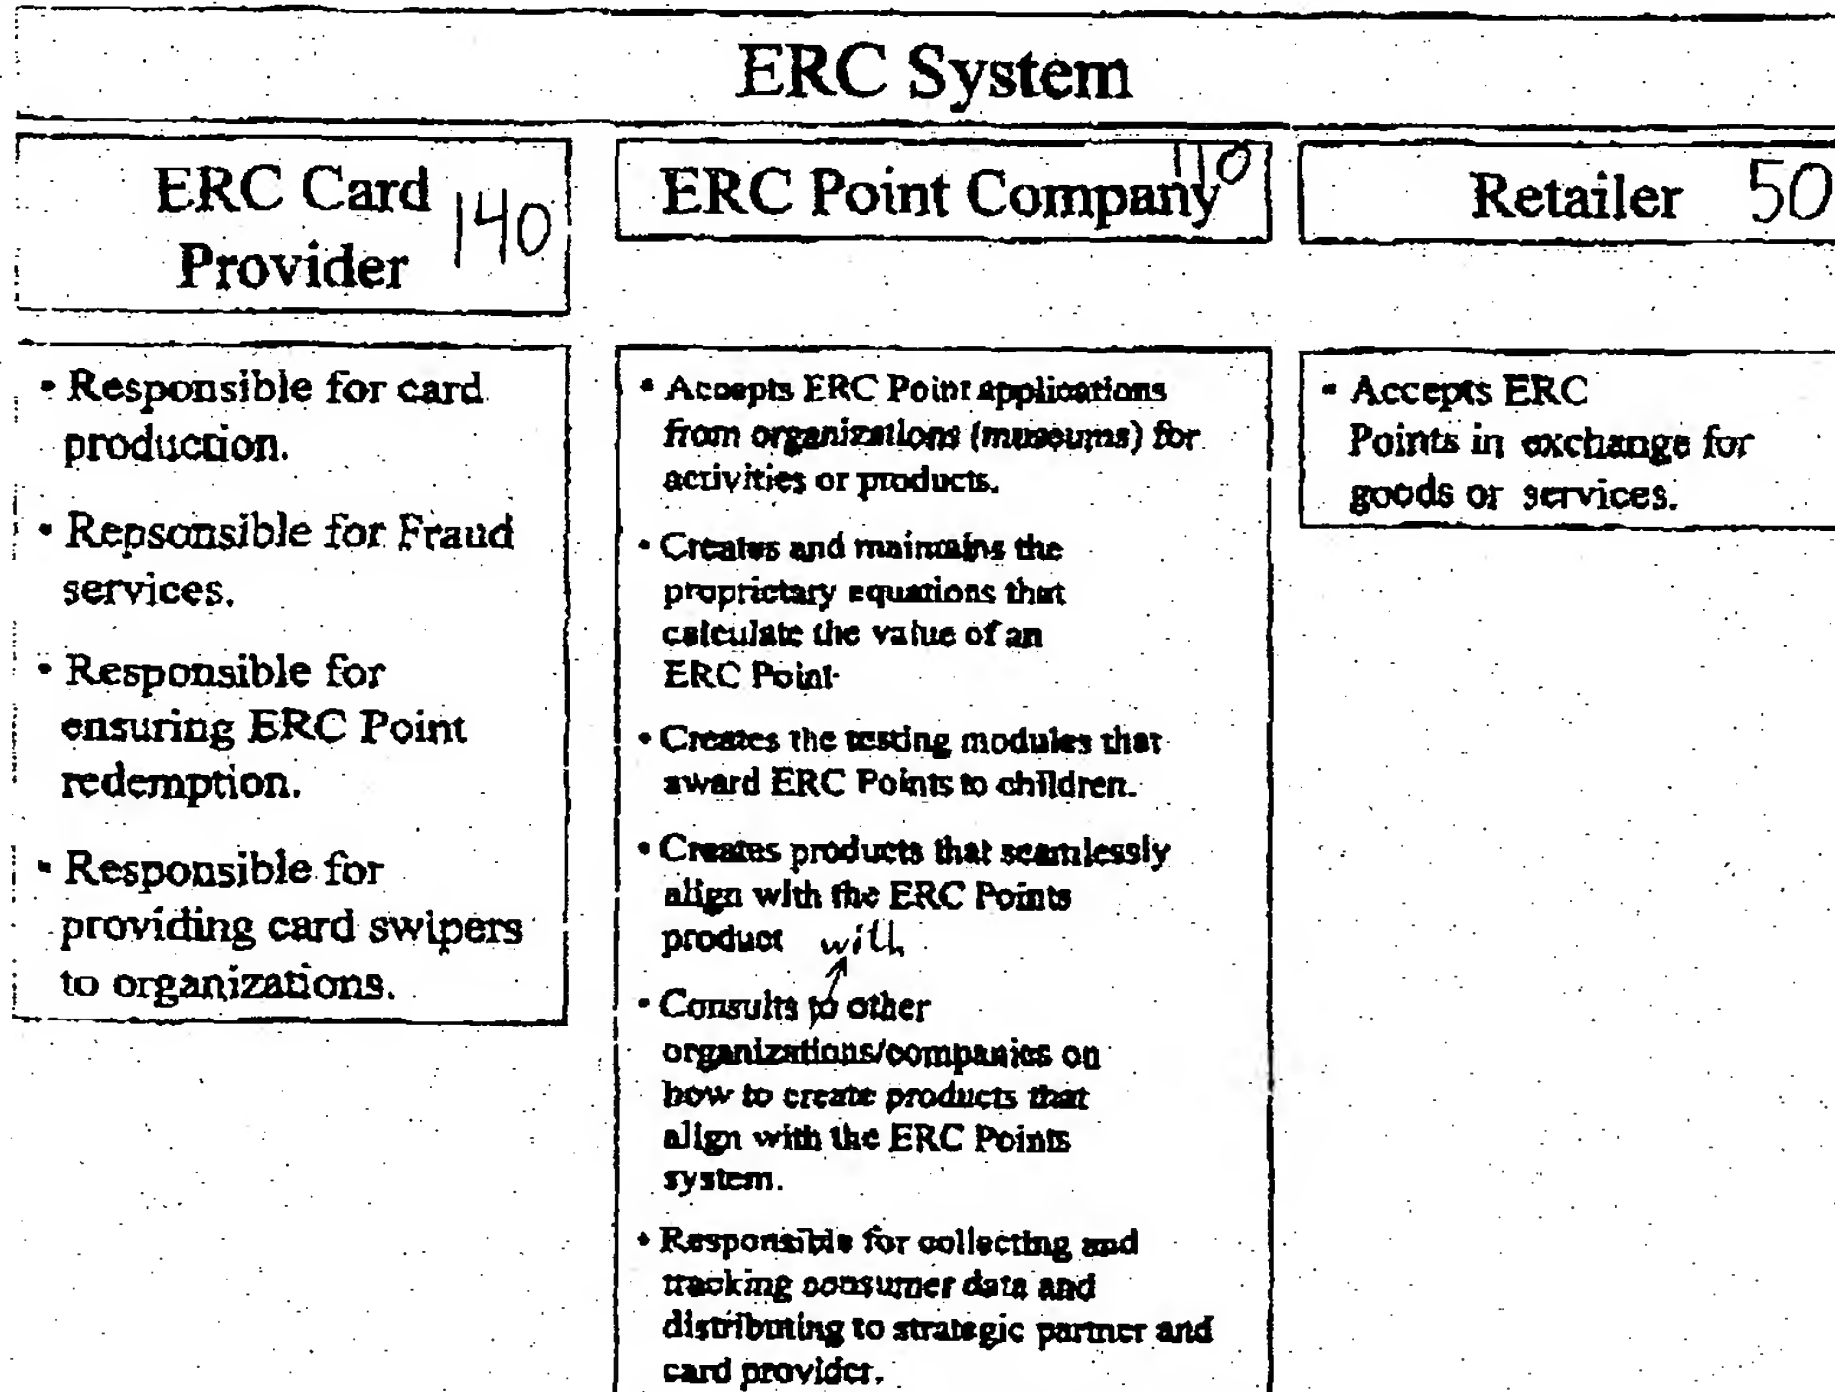 ERC System
ERC Card
Provider
140
ERC Point Company
110
Retailer
50
• Responsible for card
production.
• Repsonsible for Fraud
services.
• Responsible for
ensuring ERC Point
redemption.
• Responsible for
providing card swipers
to organizations.
• Accepts ERC Point applications
from organizations (museums) for
activities or products.
• Creates and maintains the
proprietary equations that
calculate the value of an
ERC Point.
• Creates the testing modules that
award ERC Points to children.
• Creates products that seamlessly
align with the ERC Points
product
with
• Consults to other
organizations/companies on
how to create products that
align with the ERC Points
system.
• Responsible for collecting and
tracking consumer data and
distributing to strategic partner and
card provider.
• Accepts ERC
Points in exchange for
goods or services.